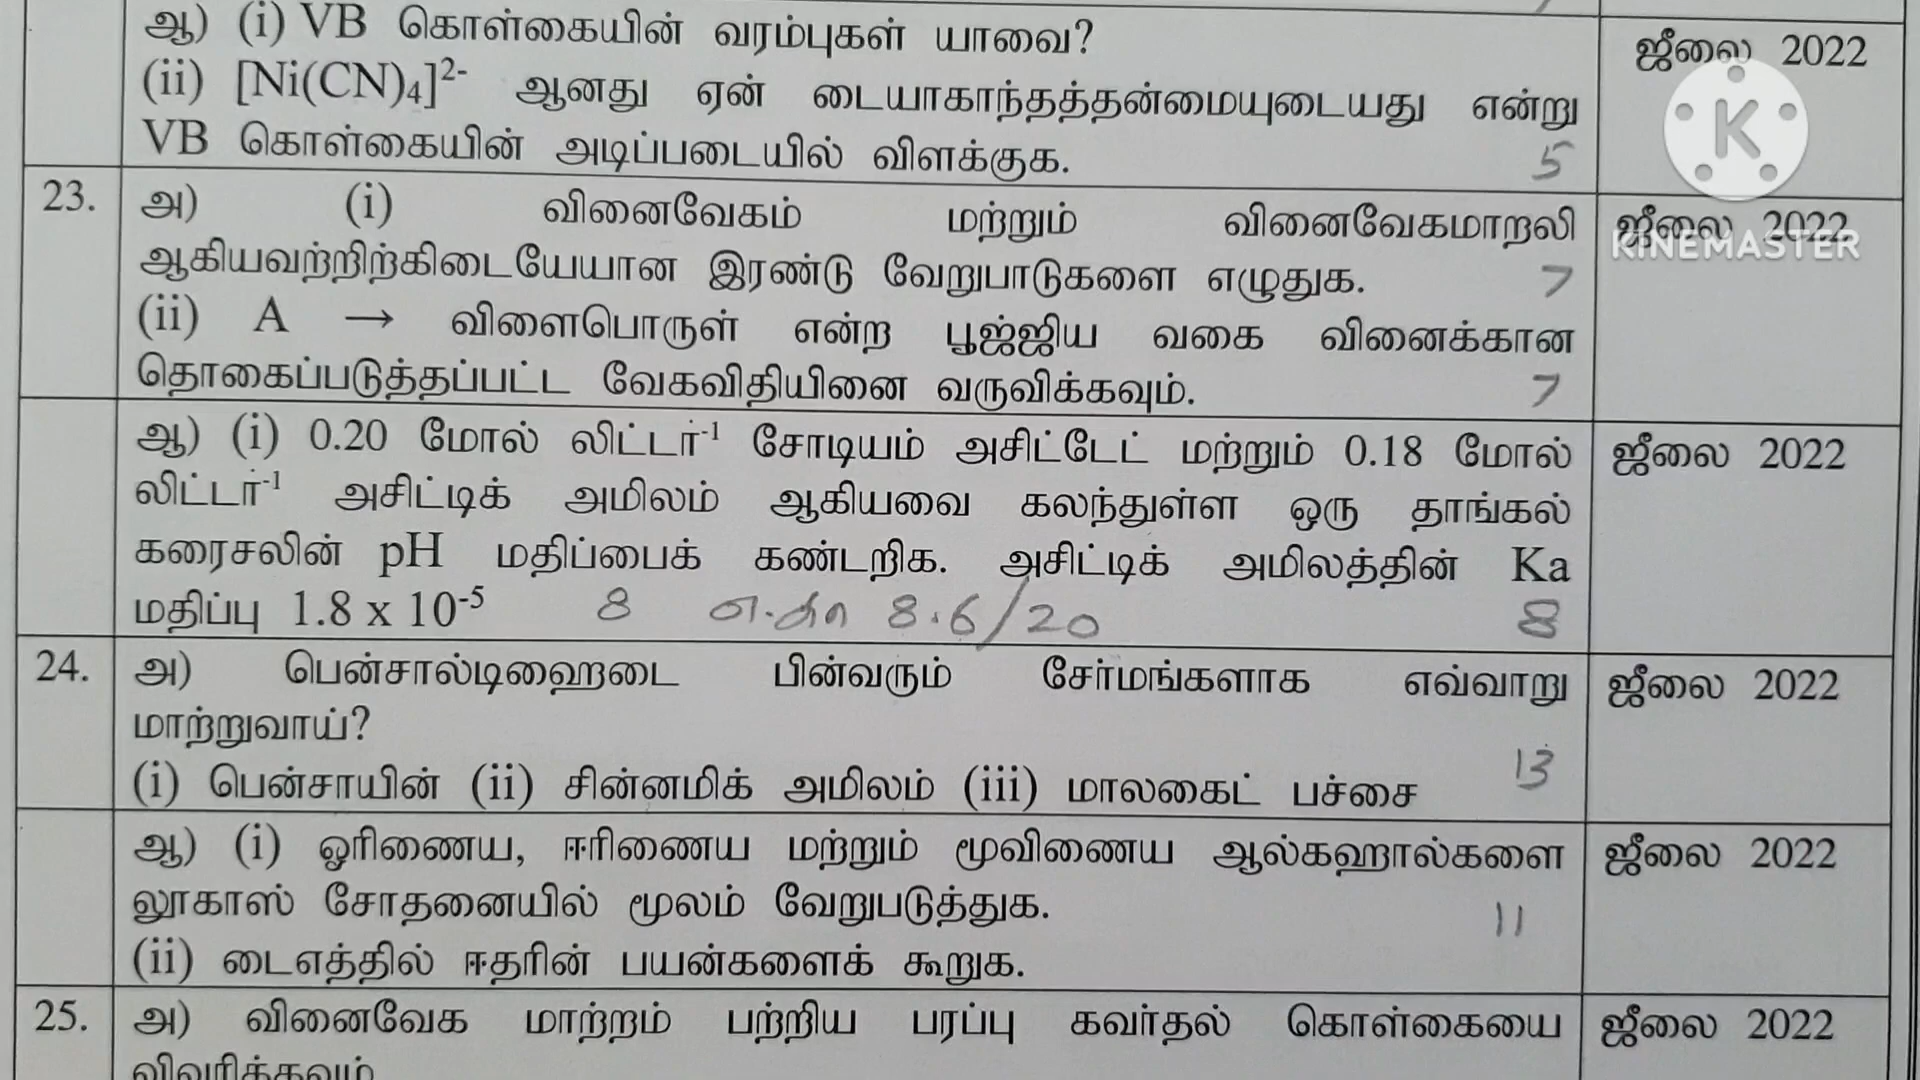 ஆ) (i) VB கொள்கையின் வரம்புகள் யாவை? ஜீலை 2022
(ii) [Ni(CN)₄]²⁻ ஆனது ஏன் டையாகாந்தத்தன்மையுடையது என்று
VB கொள்கையின் அடிப்படையில் விளக்குக. 5
K
KINEMASTER
23. அ) (i) வினைவேகம் மற்றும் வினைவேகமாறலி ஜீலை 2022
ஆகியவற்றிற்கிடையேயான இரண்டு வேறுபாடுகளை எழுதுக. 7
(ii) A → விளைபொருள் என்ற பூஜ்ஜிய வகை வினைக்கான
தொகைப்படுத்தப்பட்ட வேகவிதியினை வருவிக்கவும். 7
ஆ) (i) 0.20 மோல் லிட்டர்⁻¹ சோடியம் அசிட்டேட் மற்றும் 0.18 மோல் ஜீலை 2022
லிட்டர்⁻¹ அசிட்டிக் அமிலம் ஆகியவை கலந்துள்ள ஒரு தாங்கல்
கரைசலின் pH மதிப்பைக் கண்டறிக. அசிட்டிக் அமிலத்தின் Ka
மதிப்பு 1.8 x 10⁻⁵ 8 எ.கா 8.6/20 8
24. அ) பென்சால்டிஹைடை பின்வரும் சேர்மங்களாக எவ்வாறு ஜீலை 2022
மாற்றுவாய்?
(i) பென்சாயின் (ii) சின்னமிக் அமிலம் (iii) மாலகைட் பச்சை 13
ஆ) (i) ஓரிணைய, ஈரிணைய மற்றும் மூவிணைய ஆல்கஹால்களை ஜீலை 2022
லூகாஸ் சோதனையில் மூலம் வேறுபடுத்துக. 11
(ii) டைஎத்தில் ஈதரின் பயன்களைக் கூறுக.
25. அ) வினைவேக மாற்றம் பற்றிய பரப்பு கவர்தல் கொள்கையை ஜீலை 2022
விவரிக்கவும்